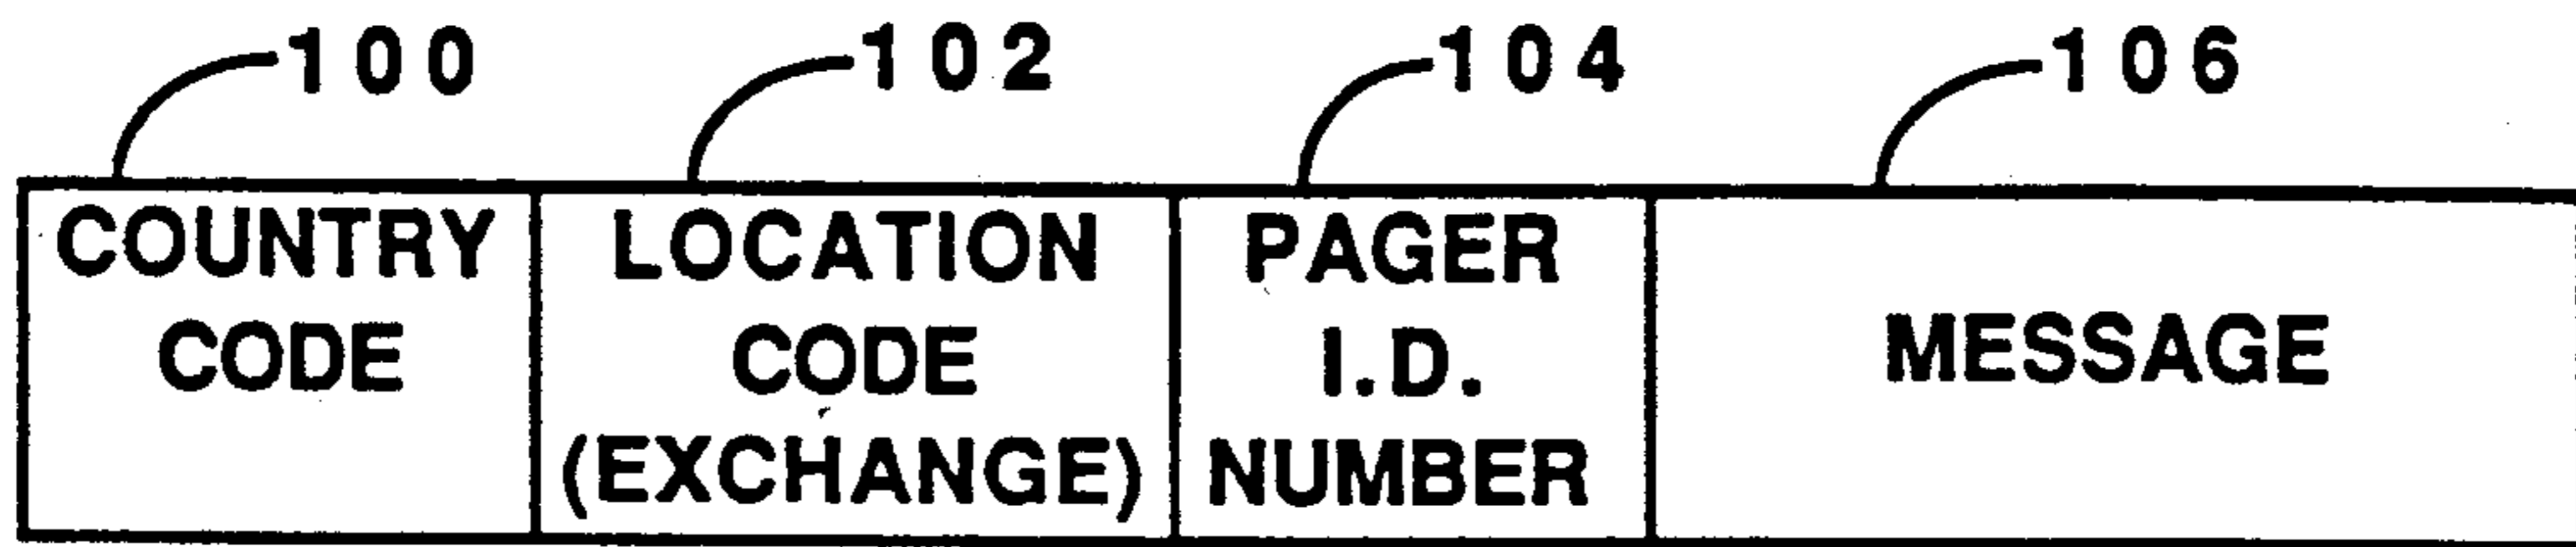 100 102 104 106
COUNTRY LOCATION PAGER
CODE CODE I.D. MESSAGE
(EXCHANGE) NUMBER